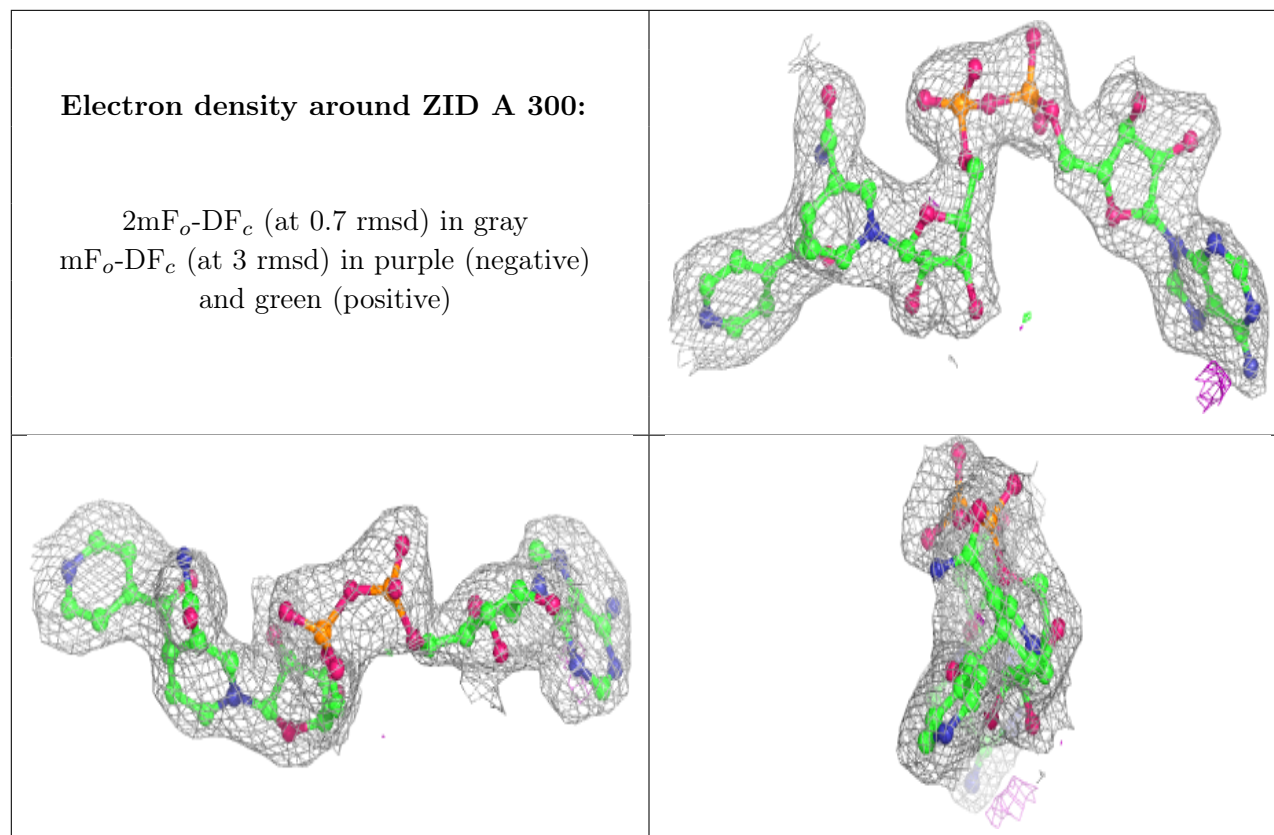 Electron density around ZID A 300:
2mFo-DFc (at 0.7 rmsd) in gray
mFo-DFc (at 3 rmsd) in purple (negative)
and green (positive)